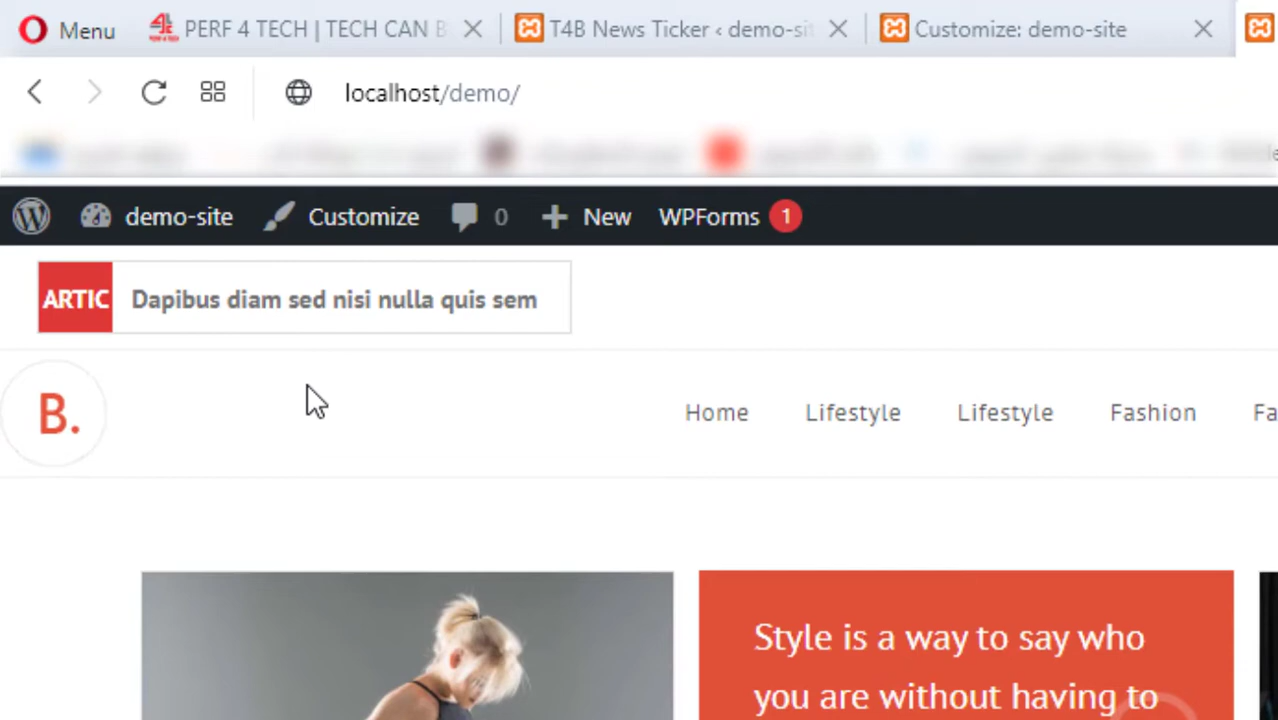 Menu
PERF 4 TECH | TECH CAN B
T4B News Ticker ‹ demo-sit
Customize: demo-site
localhost/demo/
demo-site Customize 0 New WPForms 1
ARTIC Dapibus diam sed nisi nulla quis sem
B.
Home Lifestyle Lifestyle Fashion Fa
Style is a way to say who
you are without having to